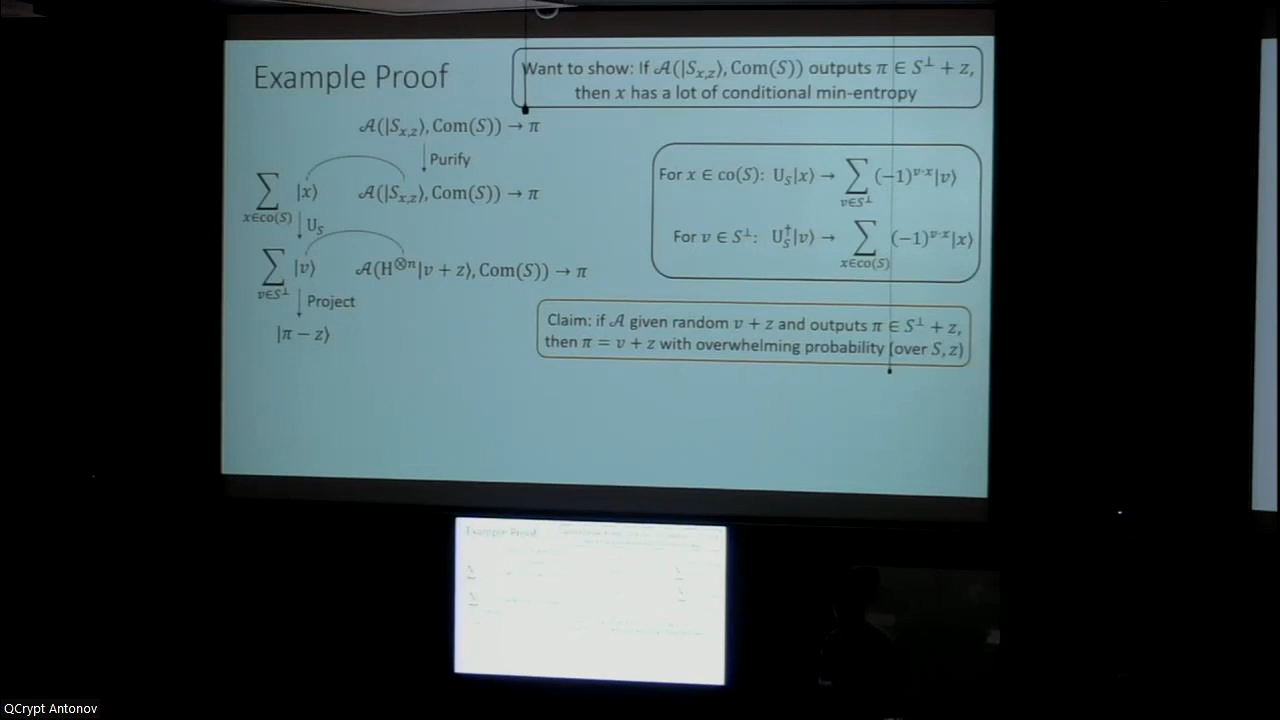 Example Proof
Want to show: If 𝒜(|S_{x,z}⟩, Com(S)) outputs π ∈ S^⊥ + z,
then x has a lot of conditional min-entropy
𝒜(|S_{x,z}⟩, Com(S)) → π
Purify
∑_{x∈co(S)} |x⟩ 𝒜(|S_{x,z}⟩, Com(S)) → π
U_S
∑_{v∈S^⊥} |v⟩ 𝒜(H^{⊗n}|v + z⟩, Com(S)) → π
Project
|π − z⟩
For x ∈ co(S): U_S|x⟩ → ∑_{v∈S^⊥} (−1)^{v·x}|v⟩
For v ∈ S^⊥: U_S^†|v⟩ → ∑_{x∈co(S)} (−1)^{v·x}|x⟩
Claim: if 𝒜 given random v + z and outputs π ∈ S^⊥ + z,
then π = v + z with overwhelming probability (over S, z)
Example Proof
QCrypt Antonov